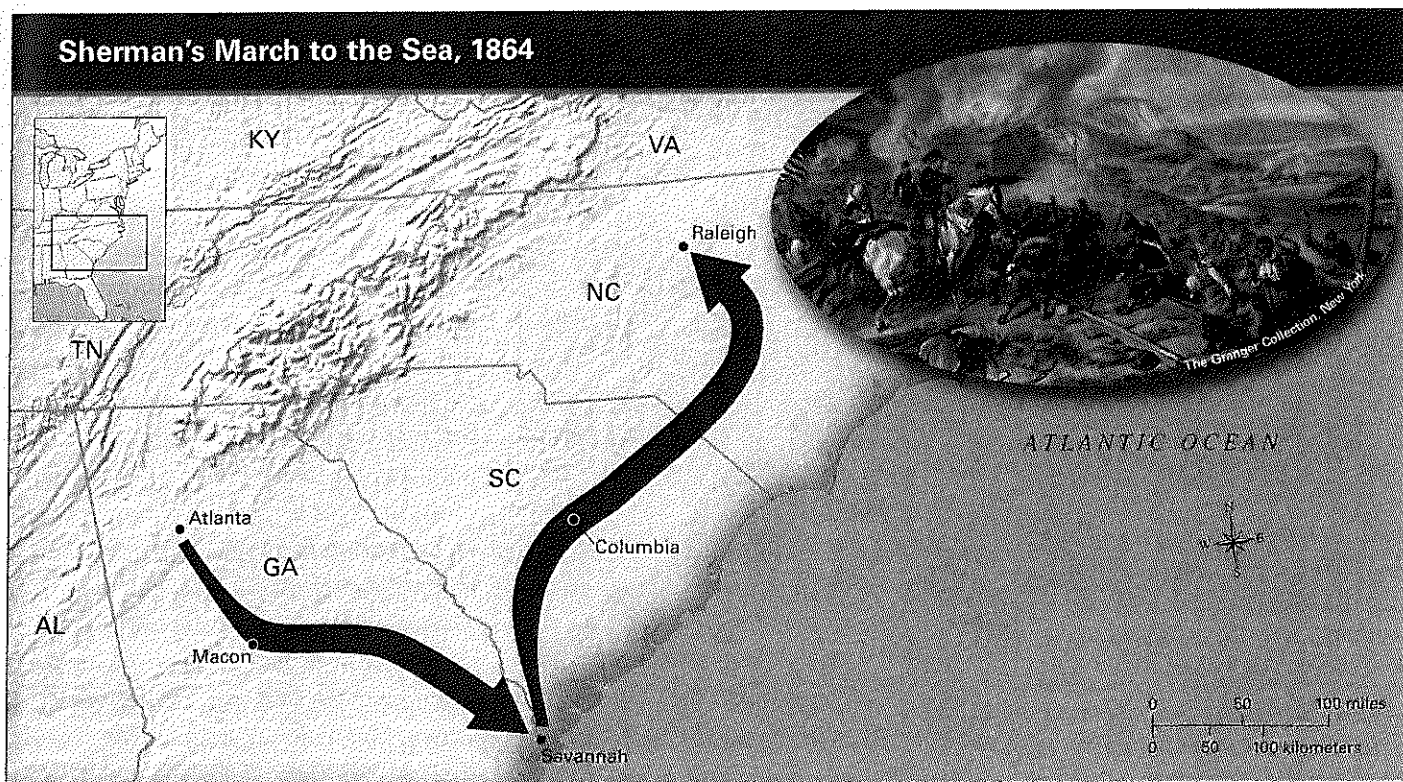 Sherman's March to the Sea, 1864
KY
VA
Raleigh
NC
The Granger Collection, New York
TN
ATLANTIC OCEAN
SC
Atlanta
Columbia
N
W E
S
GA
AL
Macon
Savannah
0 50 100 miles
0 50 100 kilometers